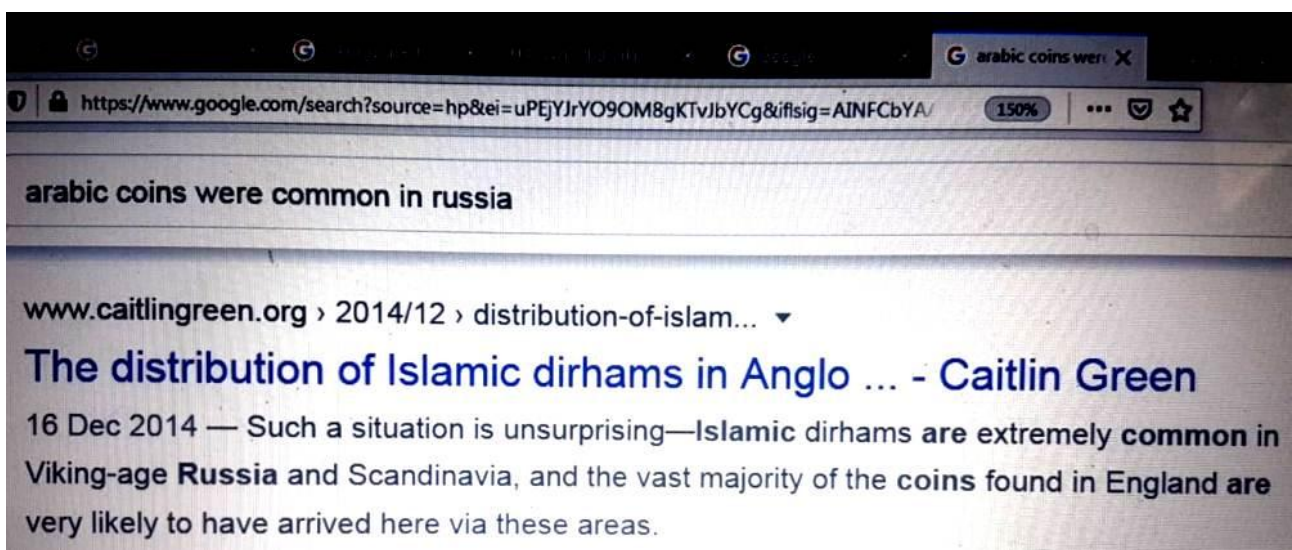 arabic coins wer
https://www.google.com/search?source=hp&ei=uPEjYJrYO9OM8gKTvJbYCg&iflsig=AINFCbYA/
150%
arabic coins were common in russia
www.caitlingreen.org › 2014/12 › distribution-of-islam...
The distribution of Islamic dirhams in Anglo ... - Caitlin Green
16 Dec 2014 — Such a situation is unsurprising—Islamic dirhams are extremely common in
Viking-age Russia and Scandinavia, and the vast majority of the coins found in England are
very likely to have arrived here via these areas.